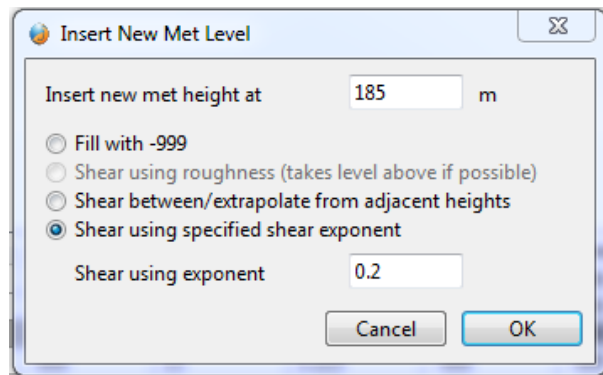 Insert New Met Level
Insert new met height at 185 m
Fill with -999
Shear using roughness (takes level above if possible)
Shear between/extrapolate from adjacent heights
Shear using specified shear exponent
Shear using exponent 0.2
Cancel OK